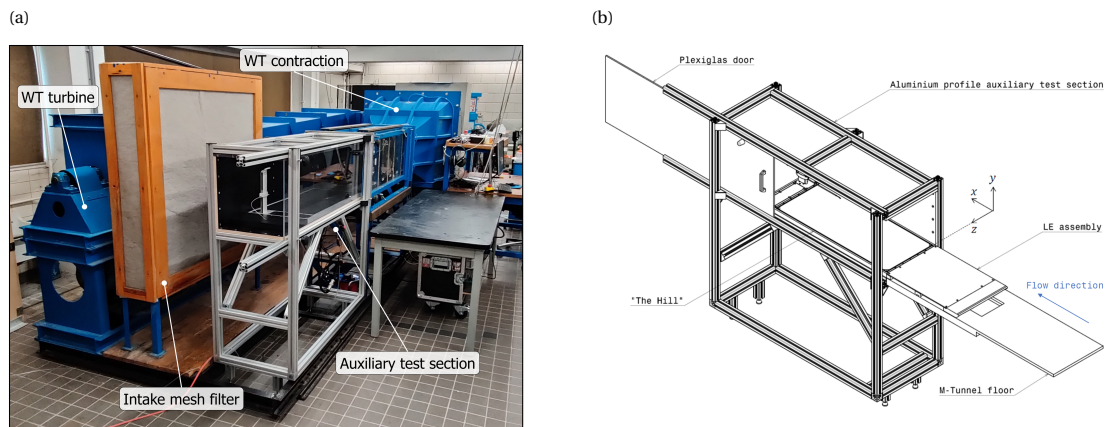 (a)
(b)
WT contraction
WT turbine
Auxiliary test section
Intake mesh filter
Plexiglas door
Aluminium profile auxiliary test section
y
x
z
LE assembly
"The Hill"
Flow direction
M-Tunnel floor